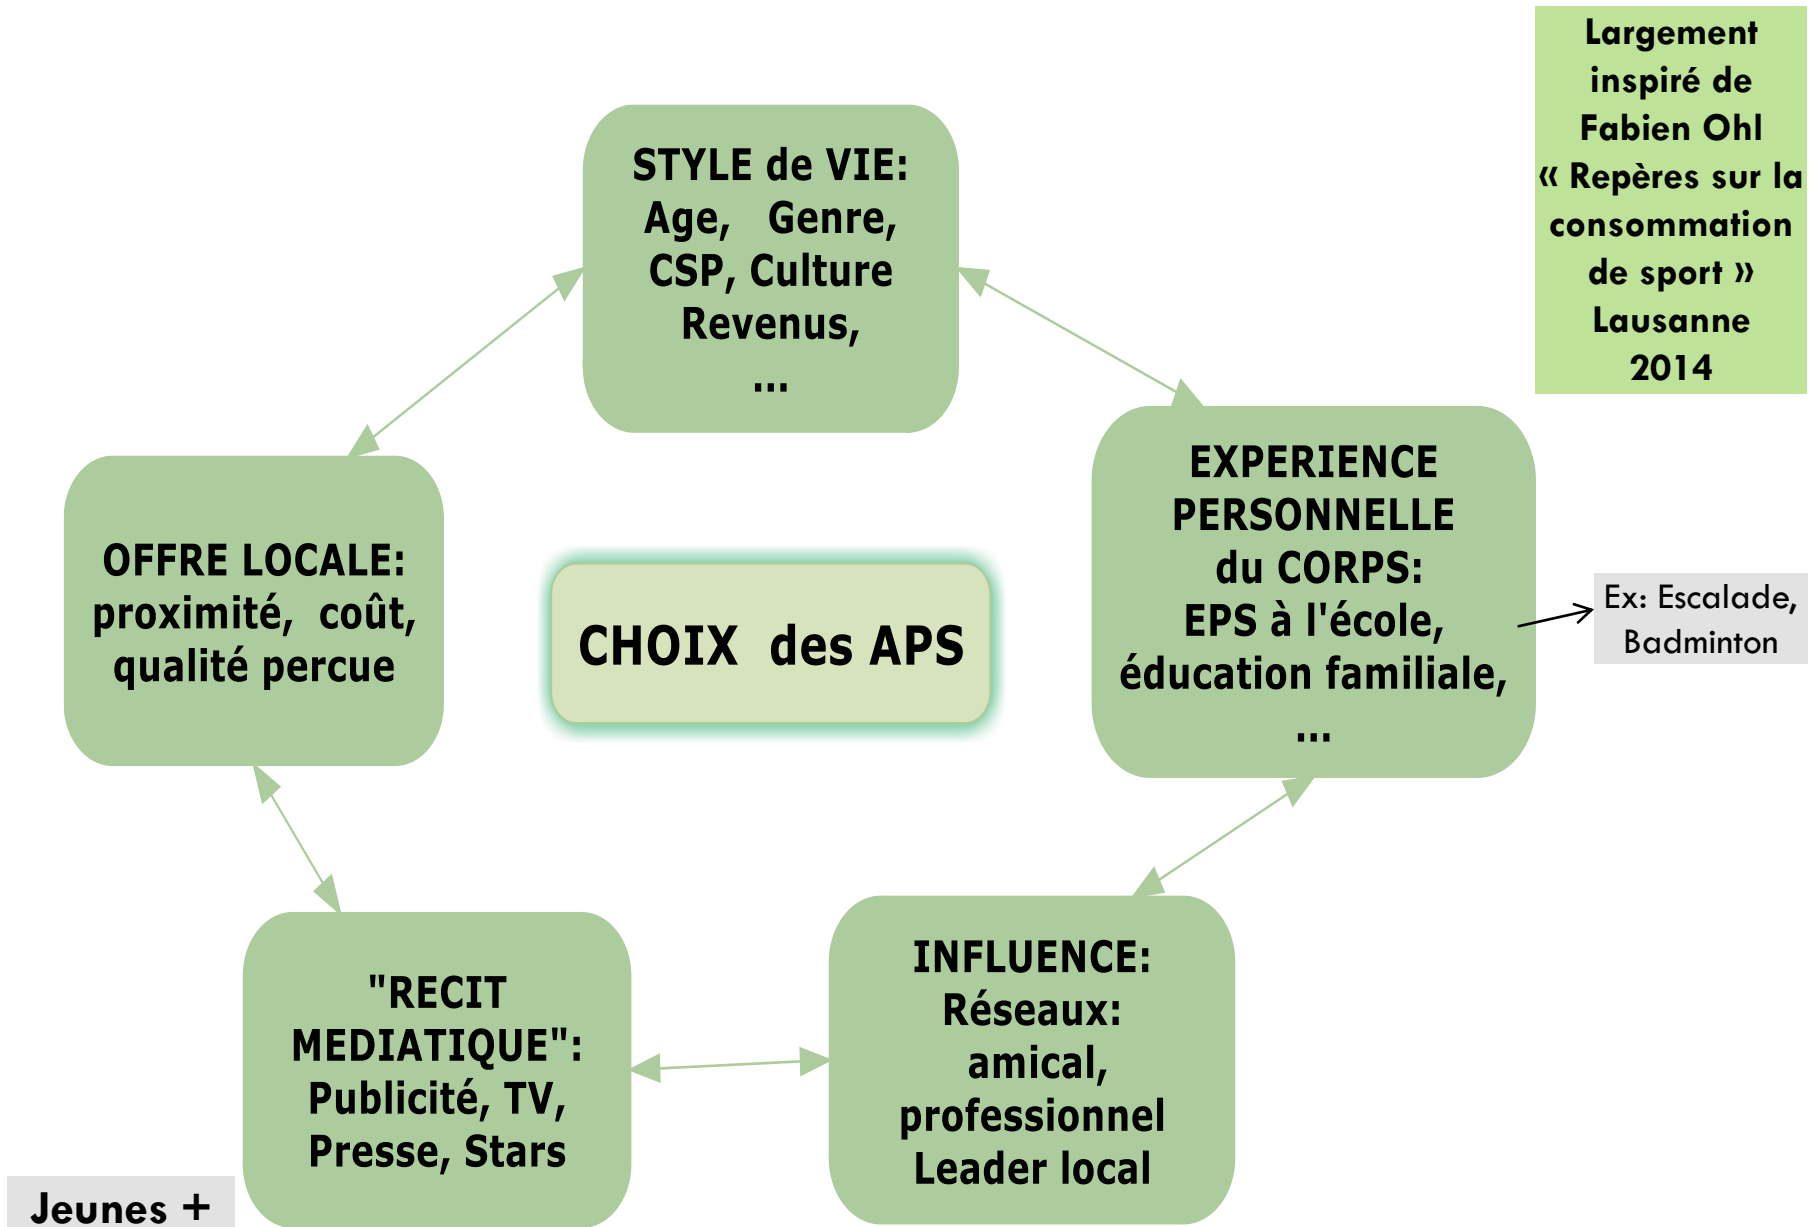 Largement
inspiré de
Fabien Ohl
« Repères sur la
consommation
de sport »
Lausanne
2014
STYLE de VIE:
Age, Genre,
CSP, Culture
Revenus,
...
EXPERIENCE
PERSONNELLE
du CORPS:
EPS à l'école,
éducation familiale,
...
Ex: Escalade,
Badminton
OFFRE LOCALE:
proximité, coût,
qualité percue
CHOIX des APS
INFLUENCE:
Réseaux:
amical,
professionnel
Leader local
"RECIT
MEDIATIQUE":
Publicité, TV,
Presse, Stars
Jeunes +